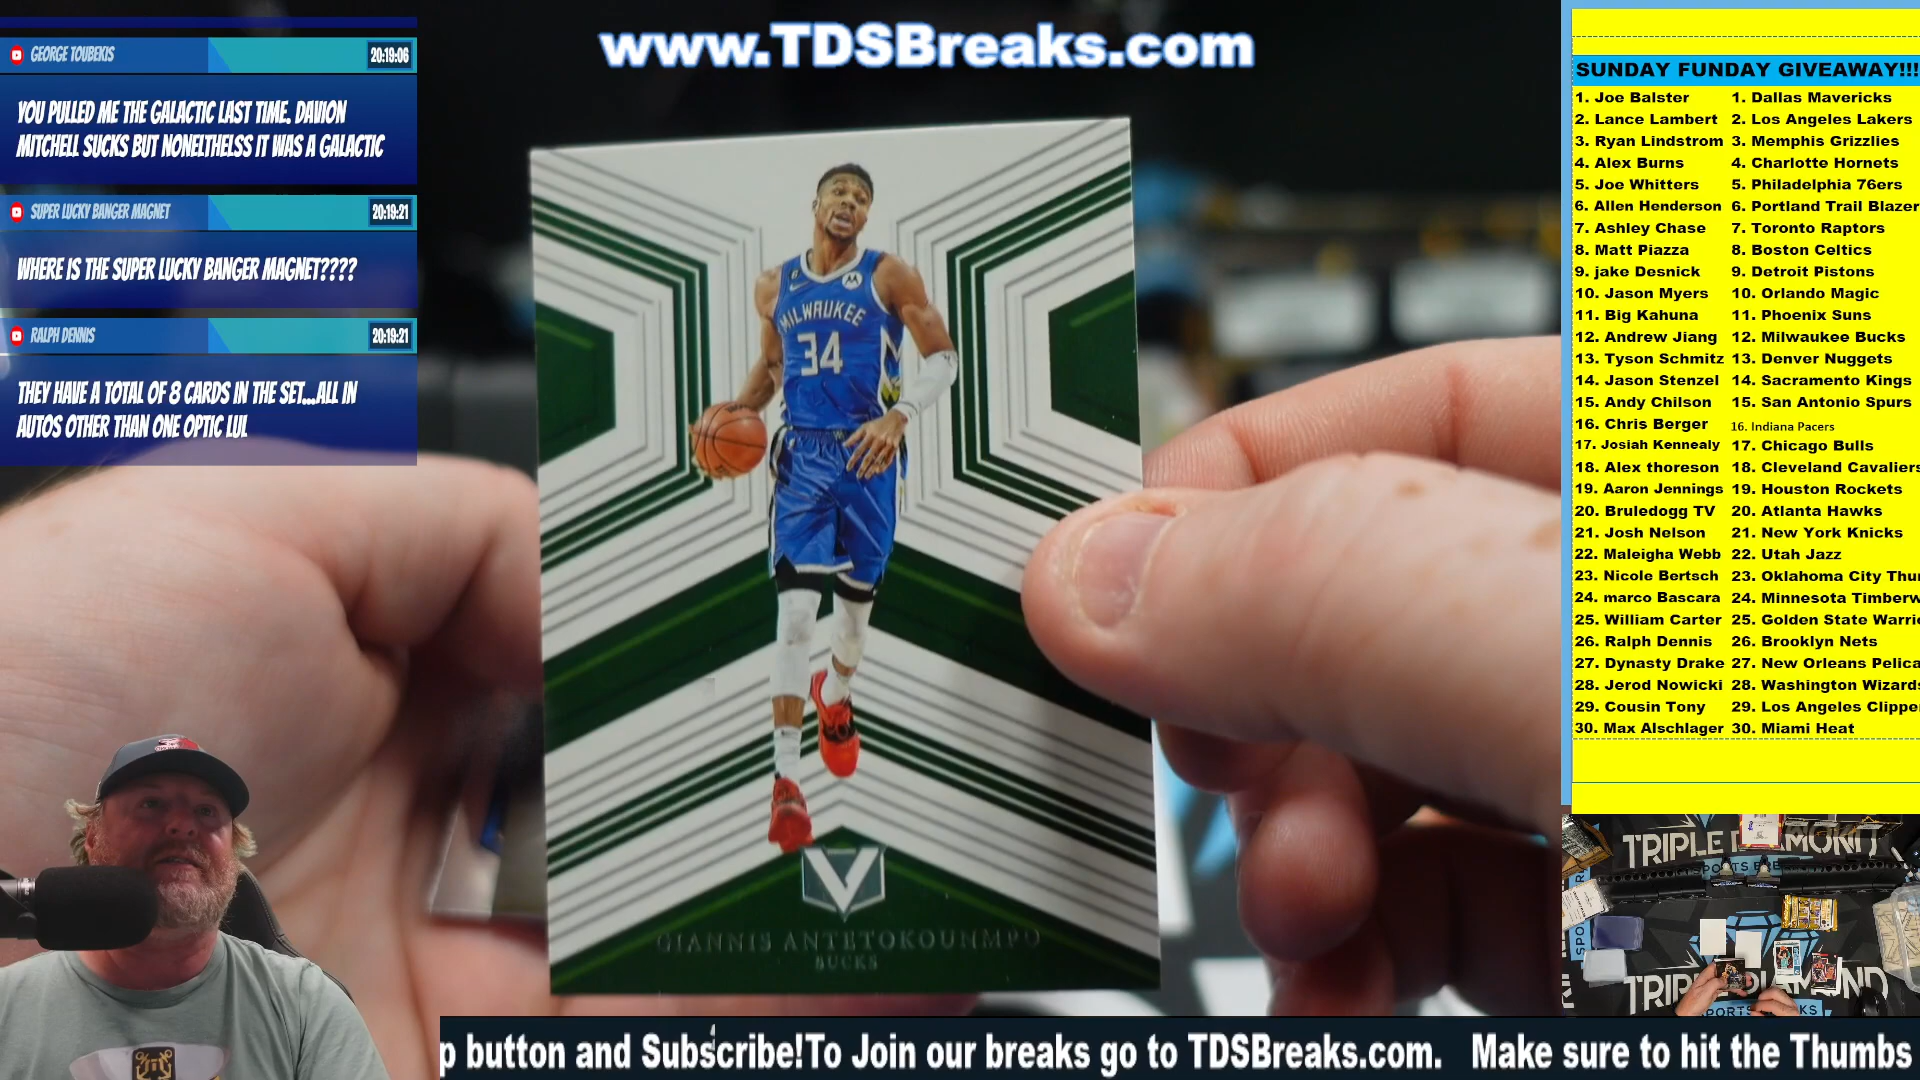 www.TDSBreaks.com
GEORGE TOUBEKIS
20:19:06
YOU PULLED ME THE GALACTIC LAST TIME. DAVION
MITCHELL SUCKS BUT NONELTHELSS IT WAS A GALACTIC
SUPER LUCKY BANGER MAGNET
20:19:21
WHERE IS THE SUPER LUCKY BANGER MAGNET????
RALPH DENNIS
20:19:21
THEY HAVE A TOTAL OF 8 CARDS IN THE SET...ALL IN
AUTOS OTHER THAN ONE OPTIC LUL
MILWAUKEE
34
V
GIANNIS ANTETOKOUNMPO
BUCKS
SUNDAY FUNDAY GIVEAWAY!!!
1. Joe Balster 1. Dallas Mavericks
2. Lance Lambert 2. Los Angeles Lakers
3. Ryan Lindstrom 3. Memphis Grizzlies
4. Alex Burns 4. Charlotte Hornets
5. Joe Whitters 5. Philadelphia 76ers
6. Allen Henderson 6. Portland Trail Blazer
7. Ashley Chase 7. Toronto Raptors
8. Matt Piazza 8. Boston Celtics
9. jake Desnick 9. Detroit Pistons
10. Jason Myers 10. Orlando Magic
11. Big Kahuna 11. Phoenix Suns
12. Andrew Jiang 12. Milwaukee Bucks
13. Tyson Schmitz 13. Denver Nuggets
14. Jason Stenzel 14. Sacramento Kings
15. Andy Chilson 15. San Antonio Spurs
16. Chris Berger 16. Indiana Pacers
17. Josiah Kennealy 17. Chicago Bulls
18. Alex thoreson 18. Cleveland Cavaliers
19. Aaron Jennings 19. Houston Rockets
20. Bruledogg TV 20. Atlanta Hawks
21. Josh Nelson 21. New York Knicks
22. Maleigha Webb 22. Utah Jazz
23. Nicole Bertsch 23. Oklahoma City Thu
24. marco Bascara 24. Minnesota Timberw
25. William Carter 25. Golden State Warri
26. Ralph Dennis 26. Brooklyn Nets
27. Dynasty Drake 27. New Orleans Pelica
28. Jerod Nowicki 28. Washington Wizards
29. Cousin Tony 29. Los Angeles Clippe
30. Max Alschlager 30. Miami Heat
TRIPLE DIAMOND
SPORTS BREAKS
TRIPLE DIAMOND
p button and Subscribe!To Join our breaks go to TDSBreaks.com. Make sure to hit the Thumbs